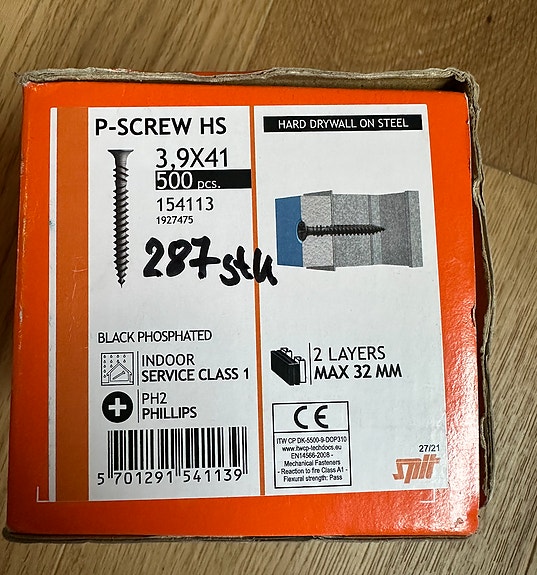 P-SCREW HS
3,9X41
500 pcs.
154113
1927475
287 stk
BLACK PHOSPHATED
INDOOR
SERVICE CLASS 1
PH2
PHILLIPS
5 701291 541139
HARD DRYWALL ON STEEL
2 LAYERS
MAX 32 MM
CE
ITW CP DK-5500-9-DOP310
www.itwcp-techdocs.eu
EN14566-2008 -
Mechanical Fasteners
- Reaction to fire Class A1 -
Flexural strength: Pass
27/21
spit